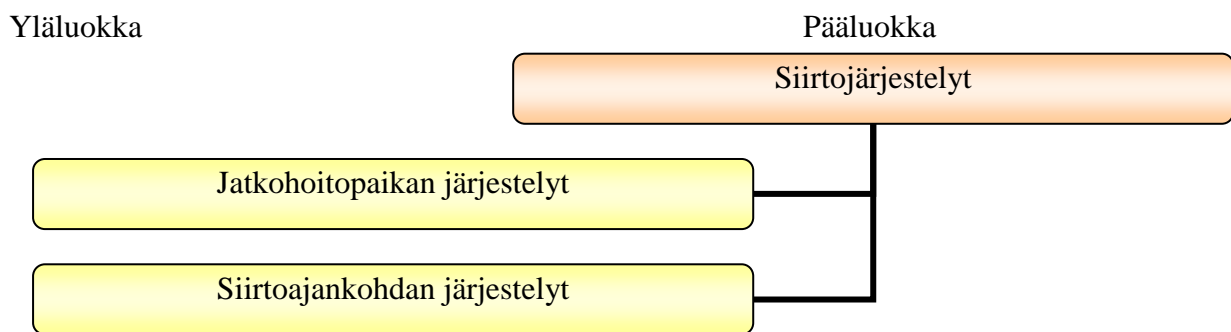 Yläluokka Pääluokka
Siirtojärjestelyt
Jatkohoitopaikan järjestelyt
Siirtoajankohdan järjestelyt